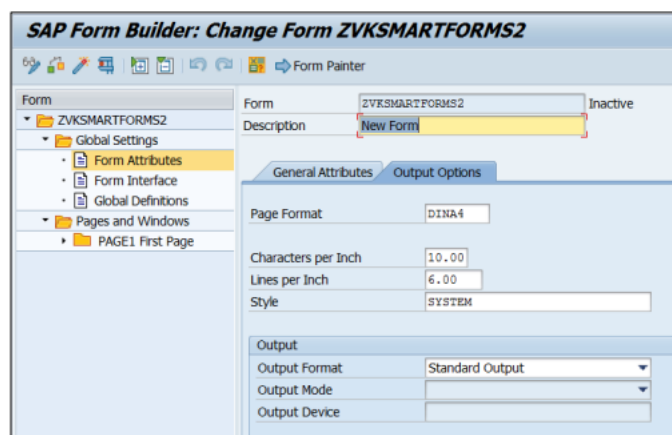 SAP Form Builder: Change Form ZVKSMARTFORMS2
Form Painter
Form
ZVKSMARTFORMS2
Global Settings
Form Attributes
Form Interface
Global Definitions
Pages and Windows
PAGE1 First Page
Form ZVKSMARTFORMS2 Inactive
Description New Form
General Attributes Output Options
Page Format DINA4
Characters per Inch 10.00
Lines per Inch 6.00
Style SYSTEM
Output
Output Format Standard Output
Output Mode
Output Device